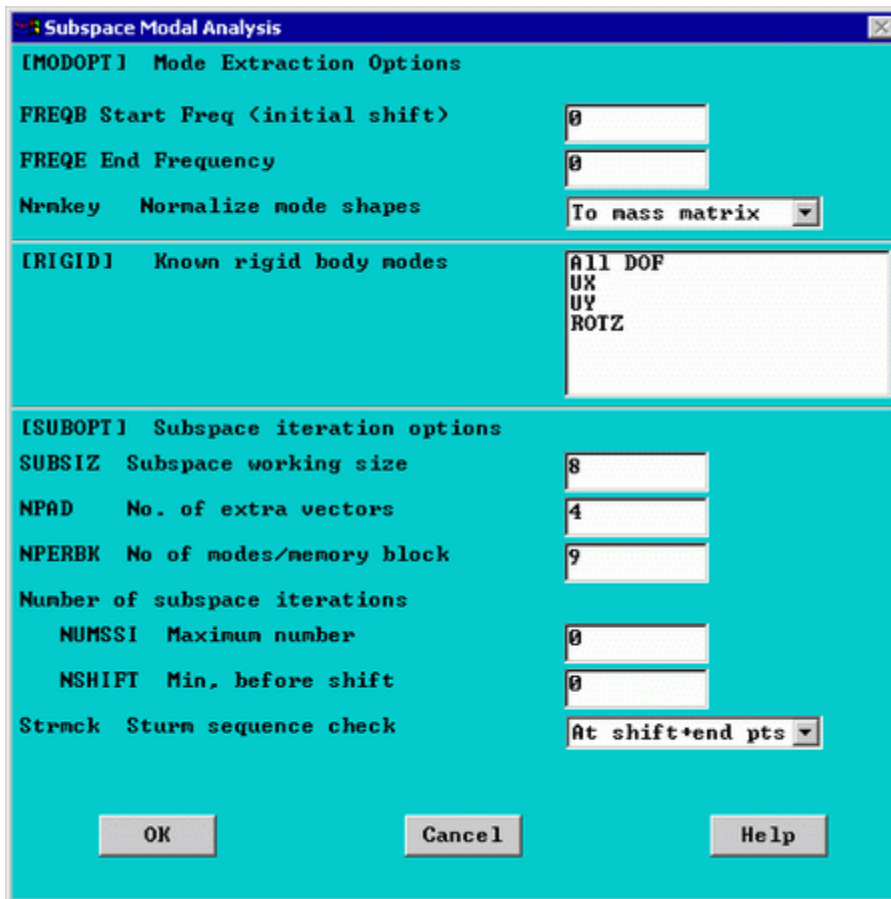 Subspace Modal Analysis
[MODOPT] Mode Extraction Options
FREQB Start Freq (initial shift) 0
FREQE End Frequency 0
Nrmkey Normalize mode shapes To mass matrix
[RIGID] Known rigid body modes All DOF
UX
UY
ROTZ
[SUBOPT] Subspace iteration options
SUBSIZ Subspace working size 8
NPAD No. of extra vectors 4
NPERBK No of modes/memory block 9
Number of subspace iterations
NUMSSI Maximum number 0
NSHIFT Min, before shift 0
Strmck Sturm sequence check At shift+end pts
OK Cancel Help